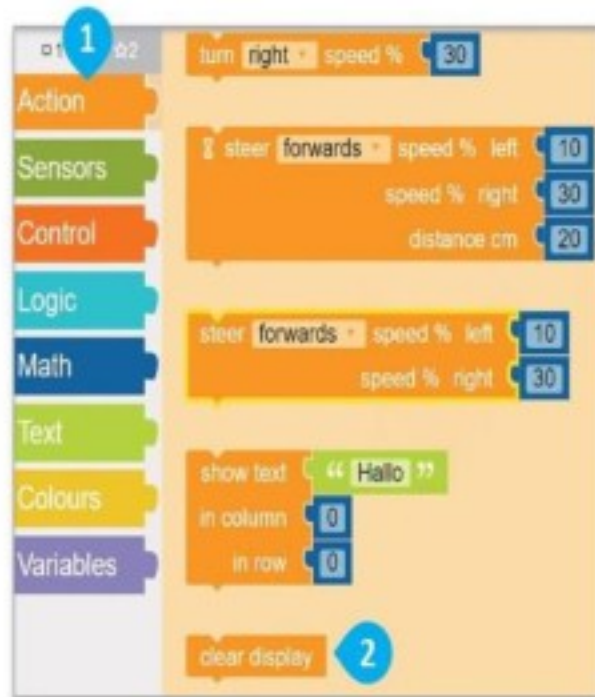 1
2
Action
Sensors
Control
Logic
Math
Text
Colours
Variables
turn right speed % 30
steer forwards speed % left 10
speed % right 30
distance cm 20
steer forwards speed % left 10
speed % right 30
show text “ Hallo ”
in column 0
in row 0
clear display 2